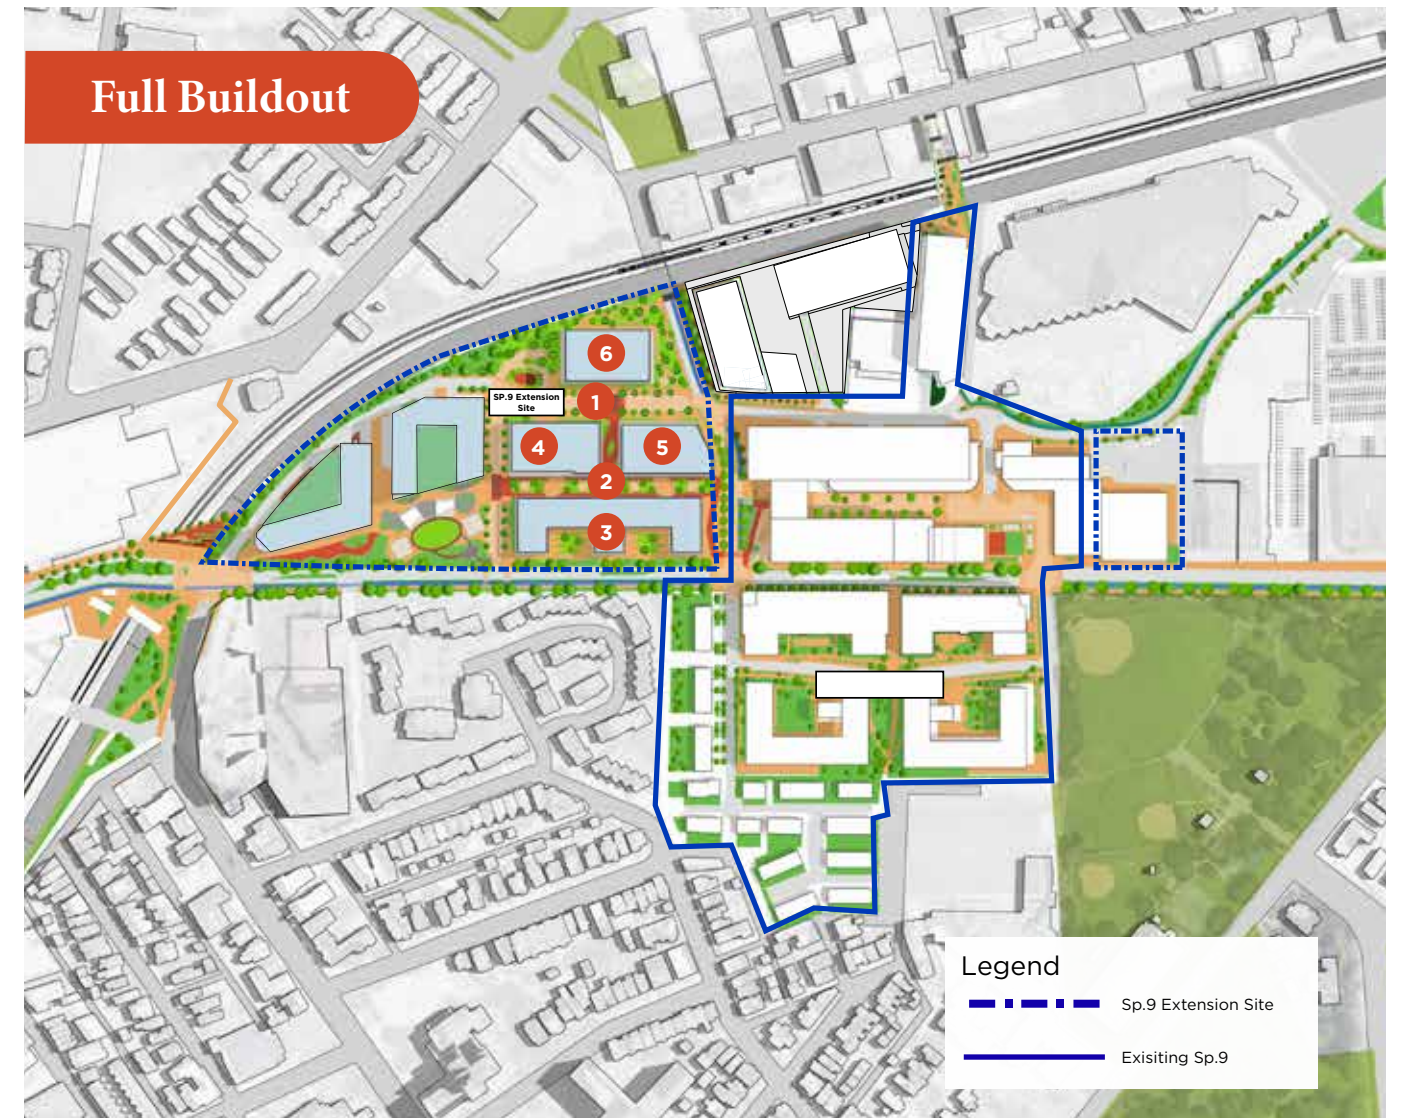 Full Buildout
6
SP.9 Extension
Site
1
4
5
2
3
Legend
Sp.9 Extension Site
Exisiting Sp.9